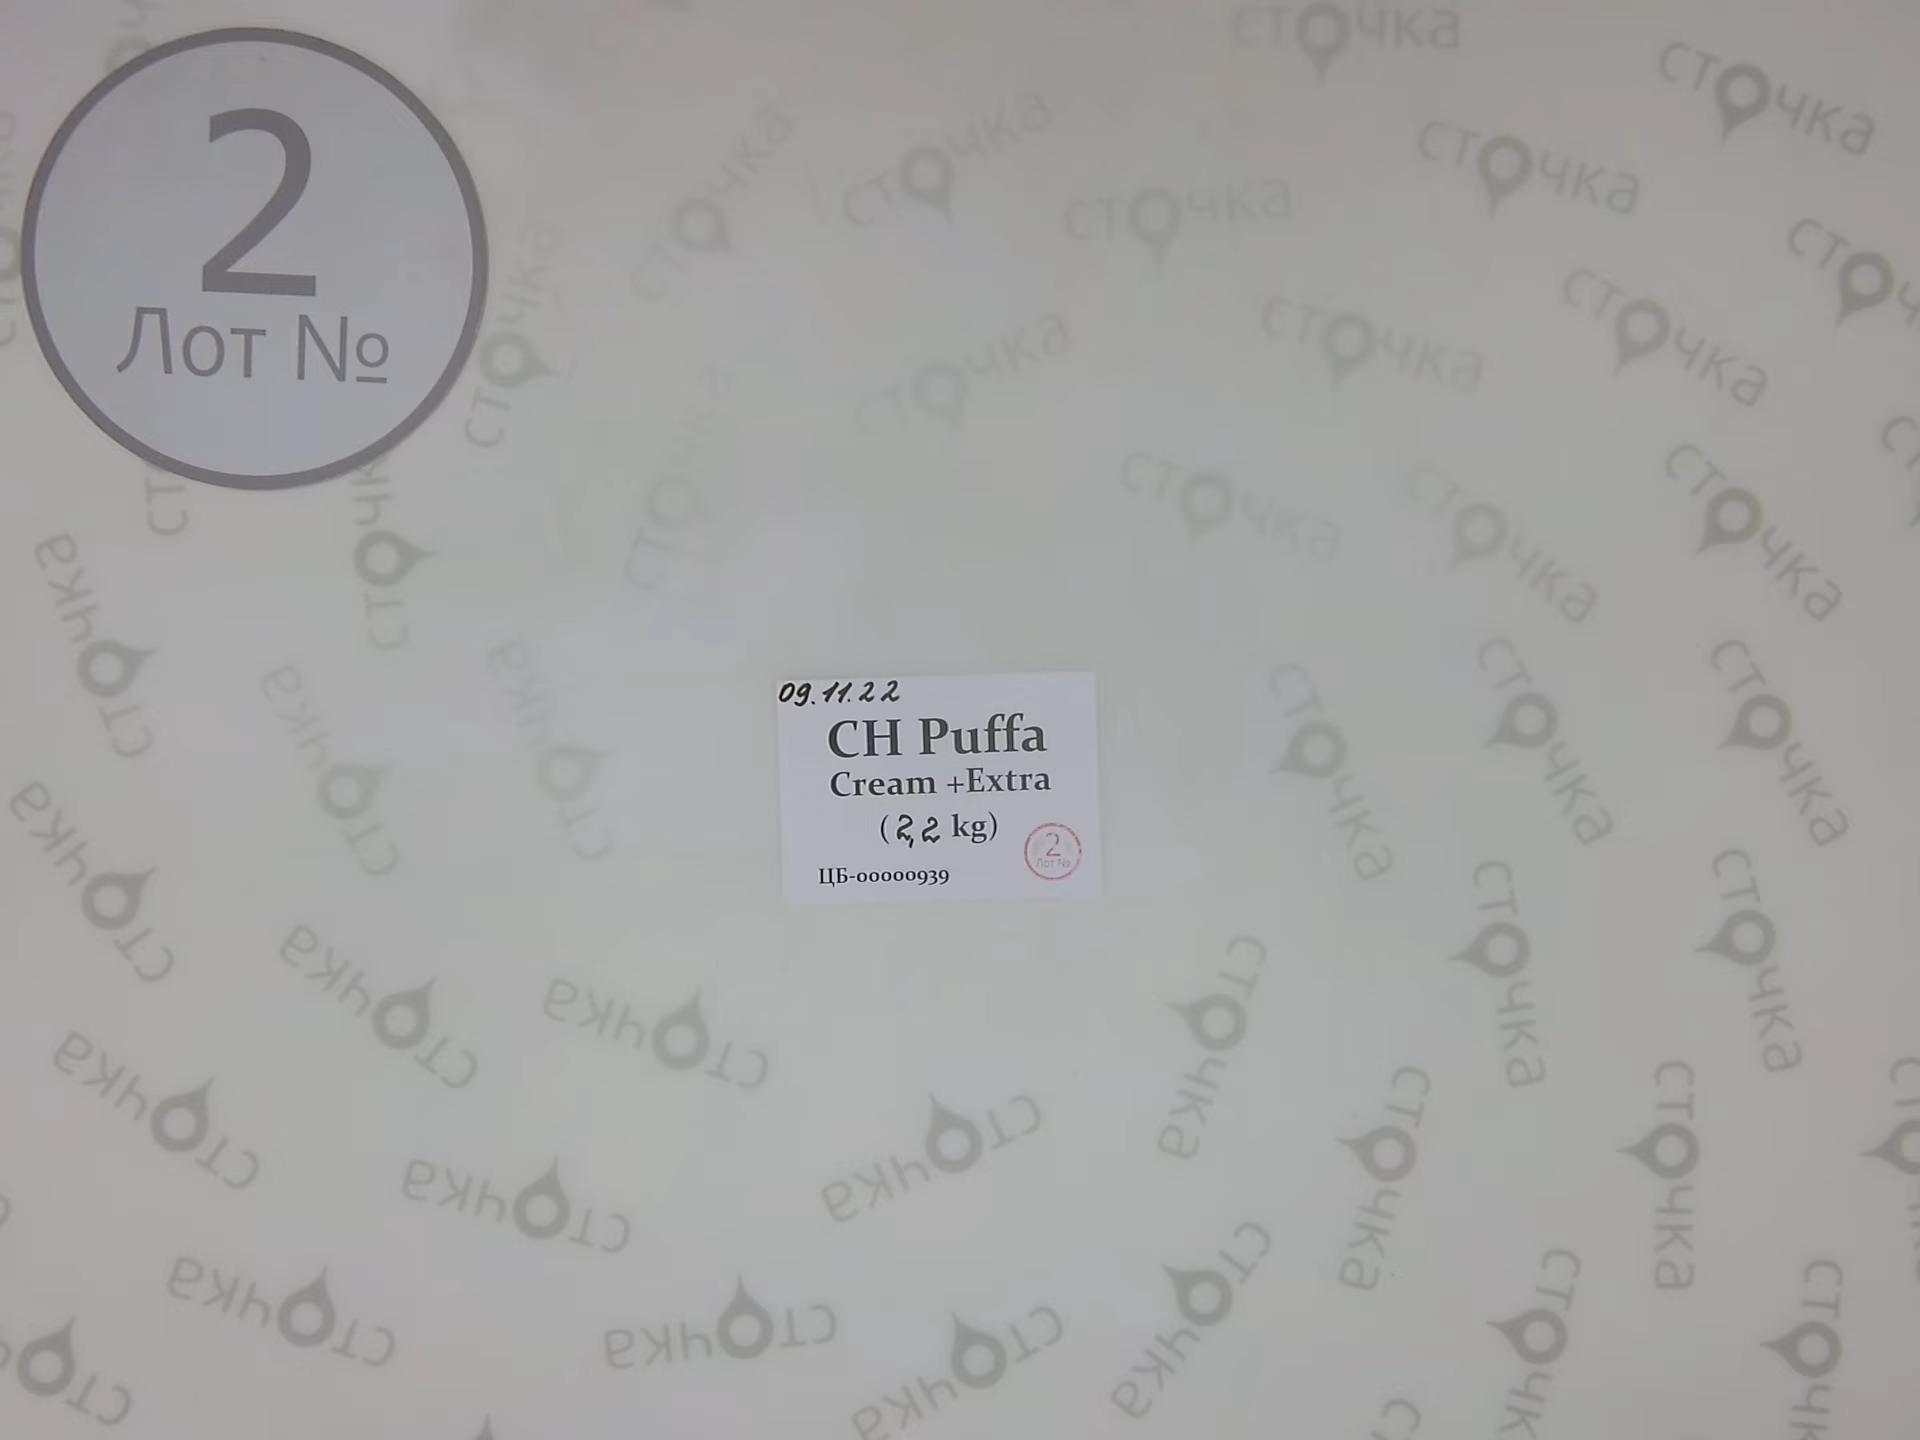 2
Лот №
09.11.22
CH Puffa
Cream +Extra
(2,2 kg)
ЦБ-00000939
2
Лот №
сточка